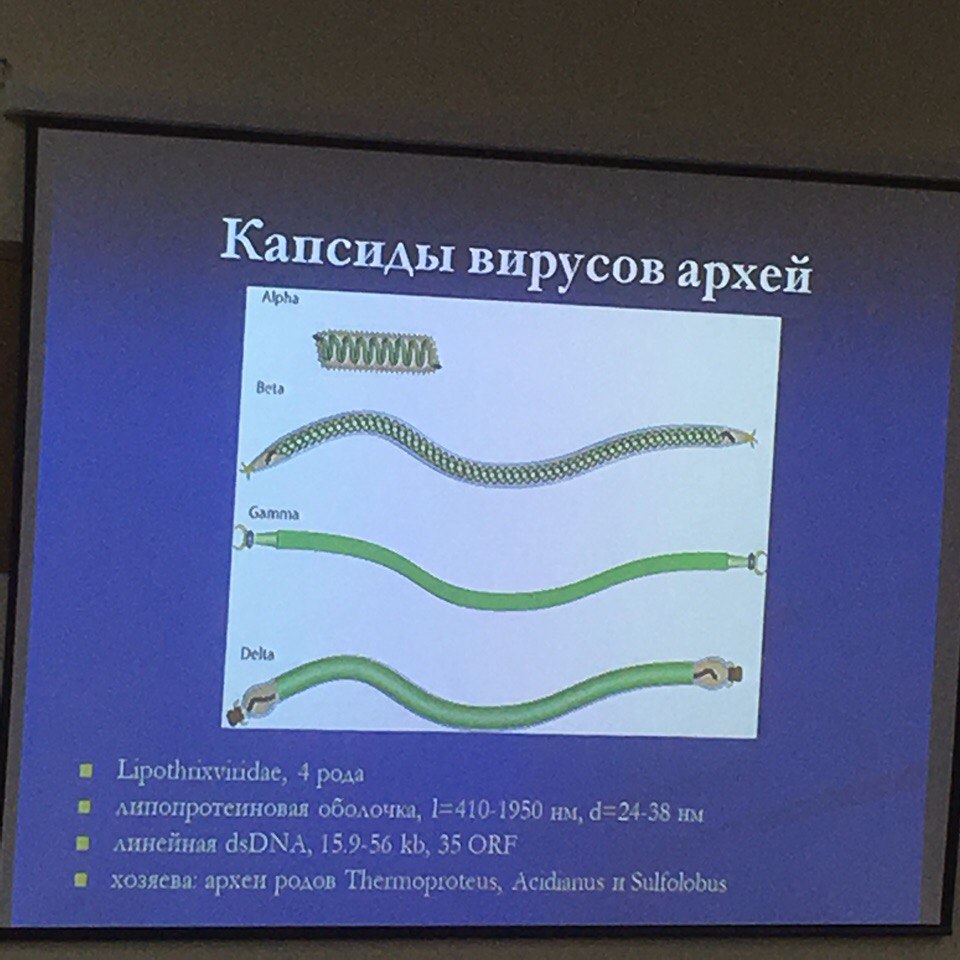 Капсиды вирусов архей
Alpha
Beta
Gamma
Delta
Lipothrixviridae, 4 рода
липопротеиновая оболочка, l=410-1950 нм, d=24-38 нм
линейная dsDNA, 15.9-56 kb, 35 ORF
хозяева: археи родов Thermoproteus, Acidianus и Sulfolobus